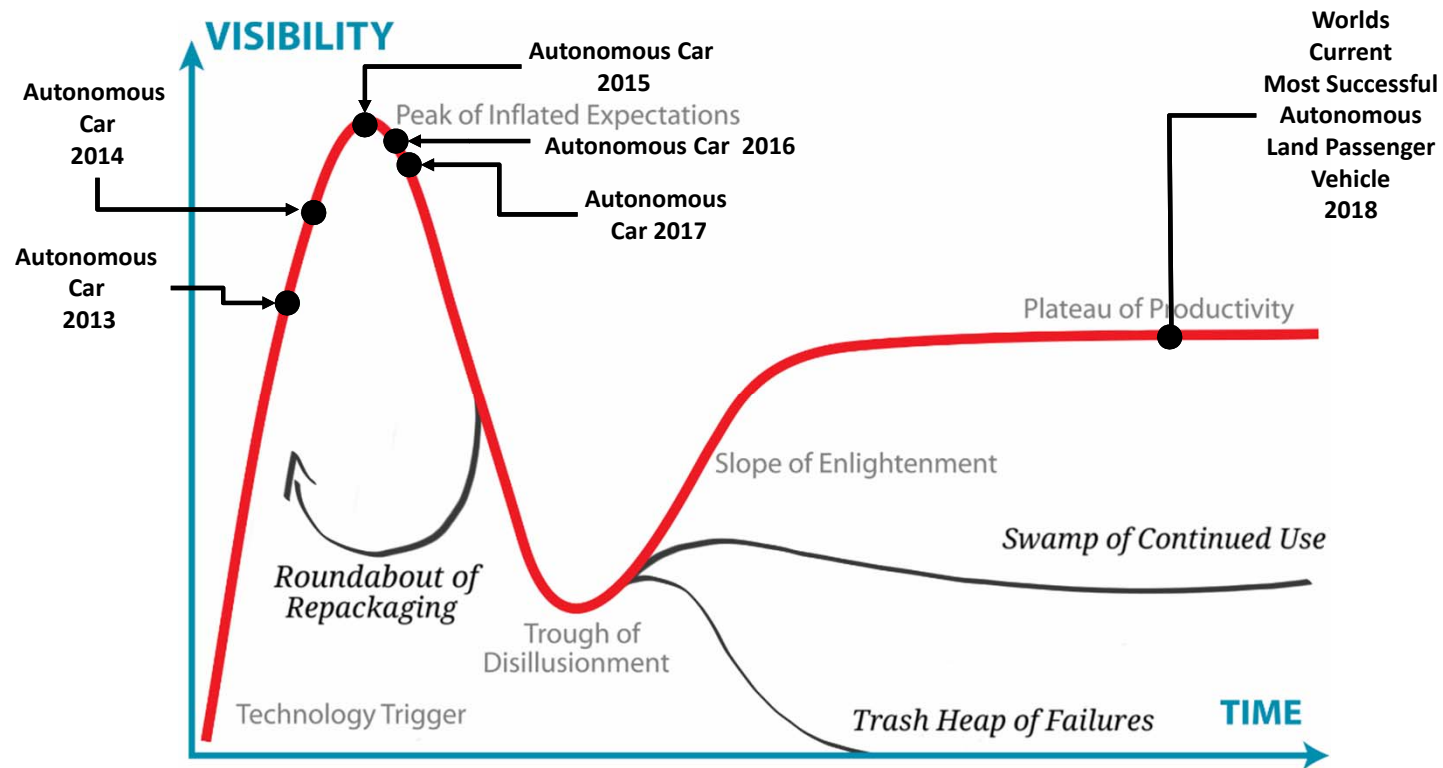 VISIBILITY
Autonomous
Car
2014
Autonomous
Car
2013
Autonomous Car
2015
Peak of Inflated Expectations
Autonomous Car 2016
Autonomous
Car 2017
Worlds
Current
Most Successful
Autonomous
Land Passenger
Vehicle
2018
Plateau of Productivity
Slope of Enlightenment
Swamp of Continued Use
Roundabout of
Repackaging
Trough of
Disillusionment
Technology Trigger
Trash Heap of Failures
TIME